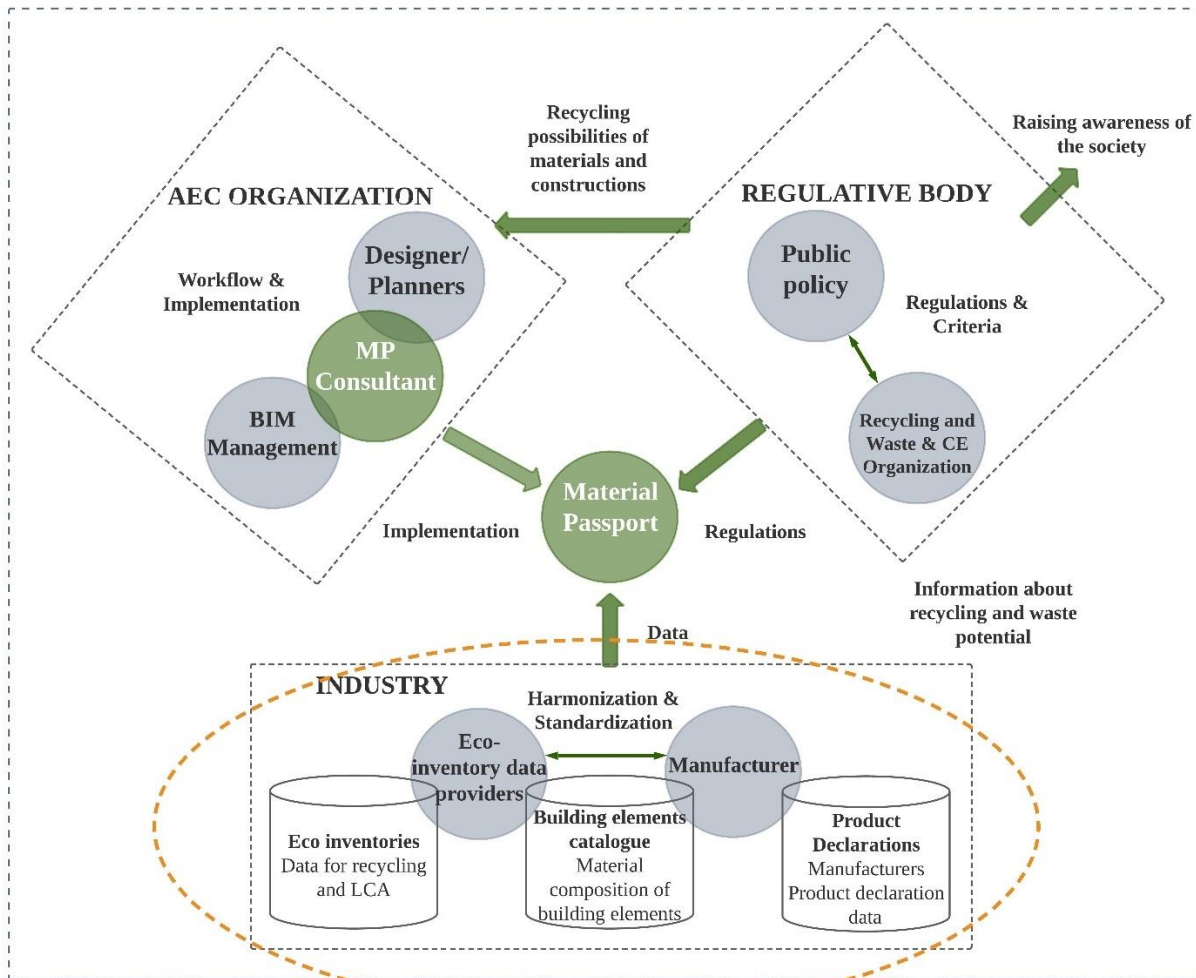 Recycling
possibilities of
materials and
constructions
Raising awareness of
the society
AEC ORGANIZATION
Workflow &
Implementation
Designer/
Planners
MP
Consultant
BIM
Management
REGULATIVE BODY
Public
policy
Regulations &
Criteria
Recycling and
Waste & CE
Organization
Material
Passport
Implementation
Regulations
Information about
recycling and waste
potential
Data
INDUSTRY
Harmonization &
Standardization
Eco-
inventory data
providers
Manufacturer
Eco inventories
Data for recycling
and LCA
Building elements
catalogue
Material
composition of
building elements
Product
Declarations
Manufacturers
Product declaration
data